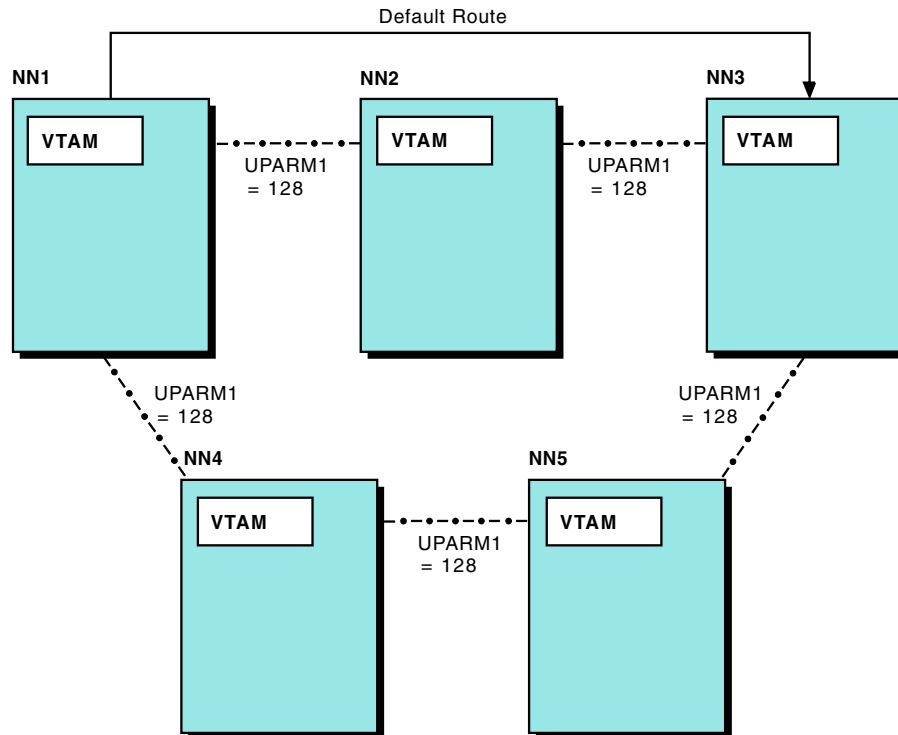 Default Route
NN1
NN2
NN3
VTAM
VTAM
VTAM
UPARM1
= 128
UPARM1
= 128
UPARM1
= 128
UPARM1
= 128
NN4
NN5
VTAM
VTAM
UPARM1
= 128